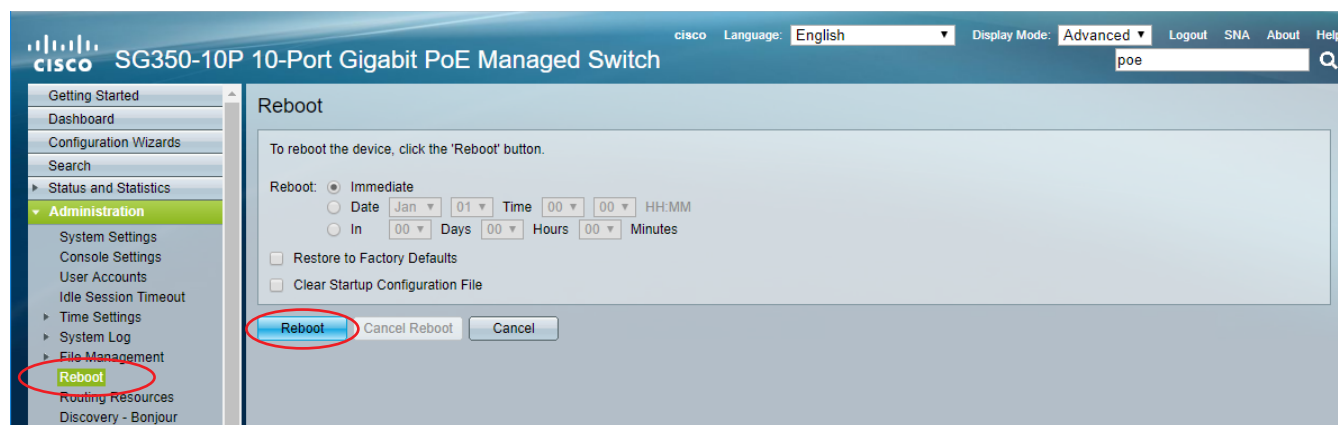 cisco Language: English Display Mode: Advanced Logout SNA About Help
CISCO SG350-10P 10-Port Gigabit PoE Managed Switch
poe
Getting Started
Dashboard
Configuration Wizards
Search
Status and Statistics
Administration
System Settings
Console Settings
User Accounts
Idle Session Timeout
Time Settings
System Log
File Management
Reboot
Routing Resources
Discovery - Bonjour
Reboot
To reboot the device, click the 'Reboot' button.
Reboot: Immediate
Date Jan 01 Time 00 00 HH:MM
In 00 Days 00 Hours 00 Minutes
Restore to Factory Defaults
Clear Startup Configuration File
Reboot Cancel Reboot Cancel